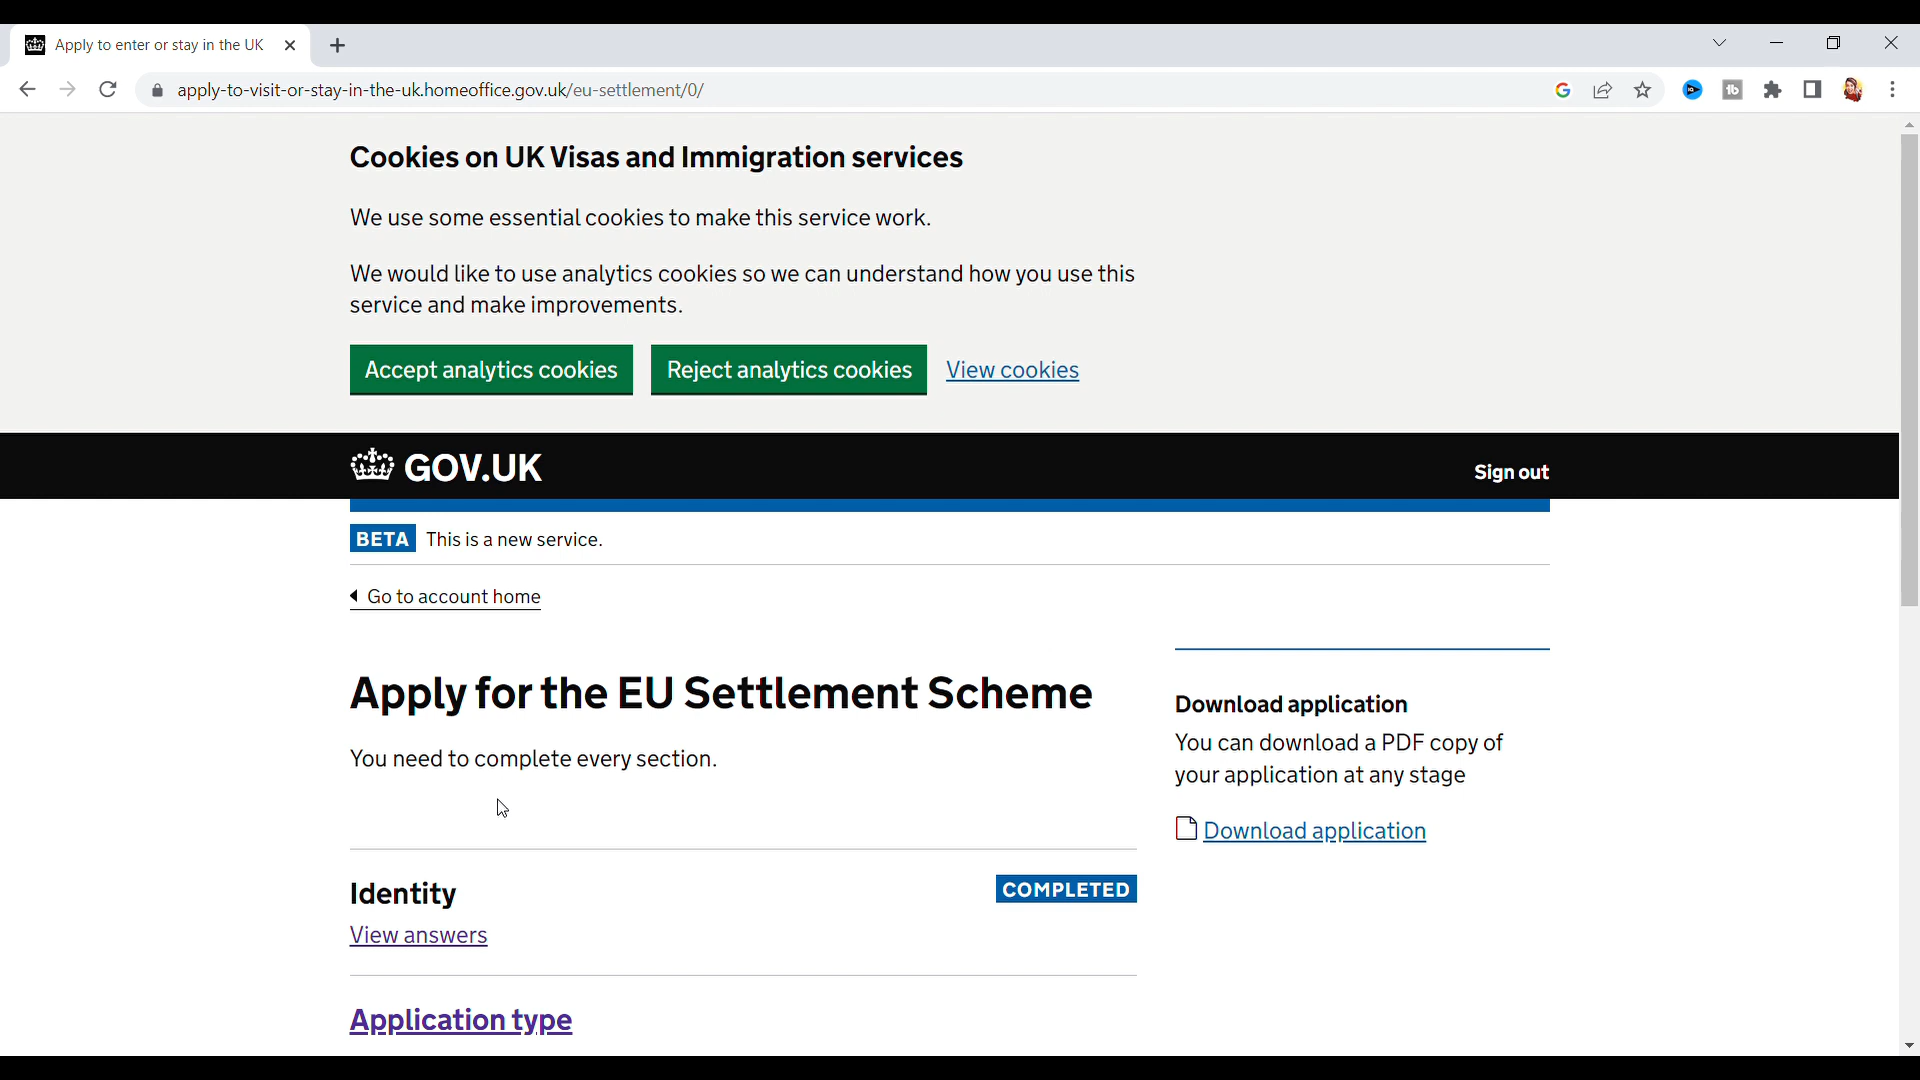 Apply to enter or stay in the UK
apply-to-visit-or-stay-in-the-uk.homeoffice.gov.uk/eu-settlement/0/
Cookies on UK Visas and Immigration services
We use some essential cookies to make this service work.
We would like to use analytics cookies so we can understand how you use this
service and make improvements.
Accept analytics cookies
Reject analytics cookies
View cookies
GOV.UK
Sign out
BETA This is a new service.
Go to account home
Apply for the EU Settlement Scheme
You need to complete every section.
Download application
You can download a PDF copy of
your application at any stage
Download application
Identity
COMPLETED
View answers
Application type